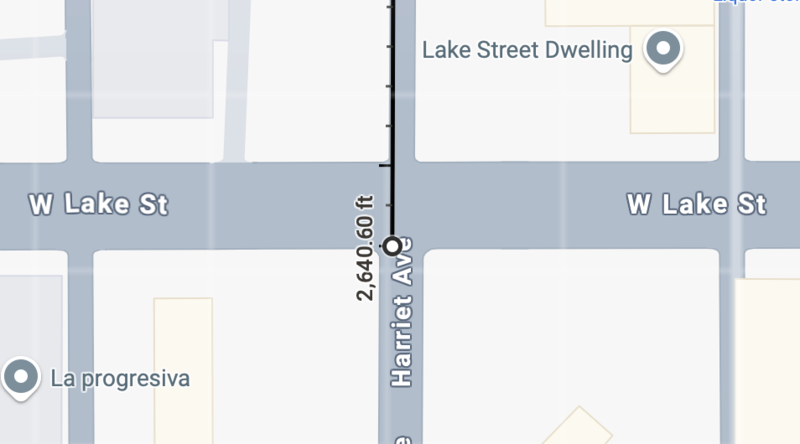 Lake Street Dwelling
W Lake St
W Lake St
2,640.60 ft
Harriet Ave
La progresiva